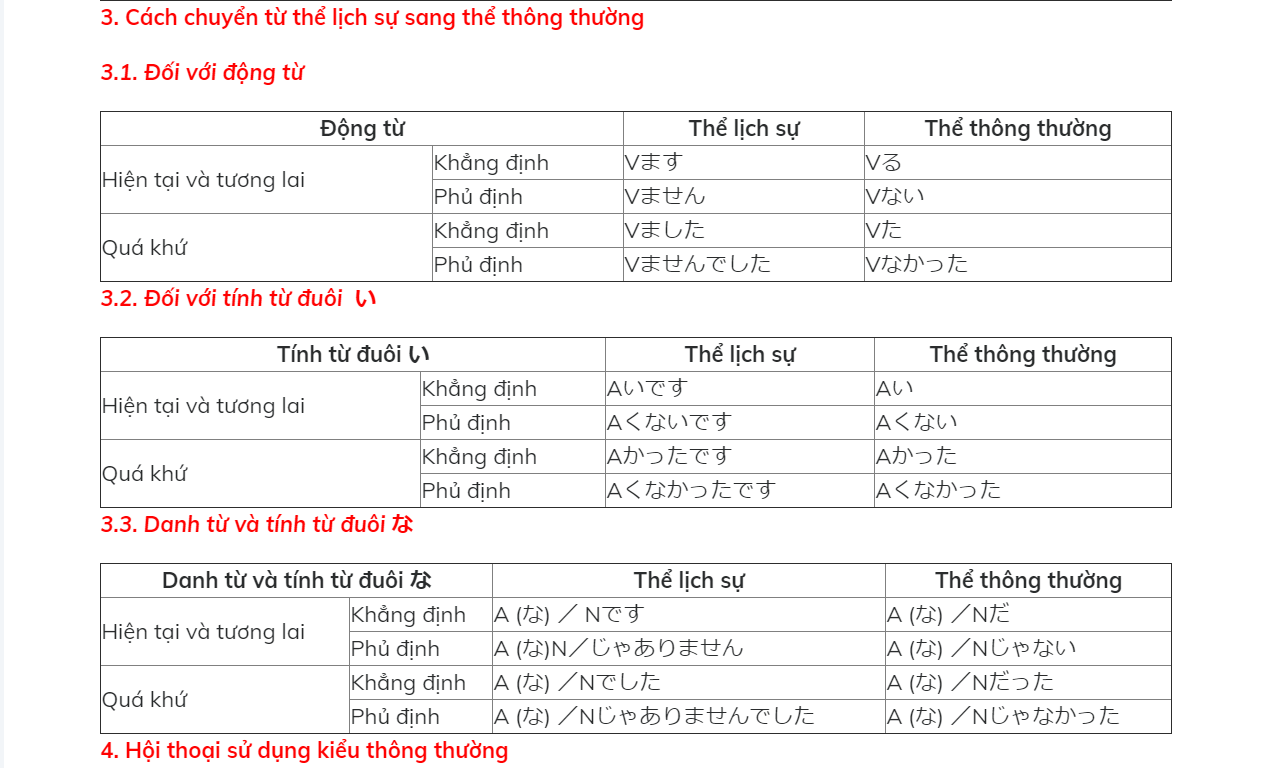 3. Cách chuyển từ thể lịch sự sang thể thông thường
3.1. Đối với động từ
Động từ Thể lịch sự Thể thông thường
Hiện tại và tương lai Khẳng định Vます Vる
Phủ định Vません Vない
Quá khứ Khẳng định Vました Vた
Phủ định Vませんでした Vなかった
3.2. Đối với tính từ đuôi い
Tính từ đuôi い Thể lịch sự Thể thông thường
Hiện tại và tương lai Khẳng định Aいです Aい
Phủ định Aくないです Aくない
Quá khứ Khẳng định Aかったです Aかった
Phủ định Aくなかったです Aくなかった
3.3. Danh từ và tính từ đuôi な
Danh từ và tính từ đuôi な Thể lịch sự Thể thông thường
Hiện tại và tương lai Khẳng định A (な) ／ Nです A (な) ／Nだ
Phủ định A (な)N／じゃありません A (な) ／Nじゃない
Quá khứ Khẳng định A (な) ／Nでした A (な) ／Nだった
Phủ định A (な) ／Nじゃありませんでした A (な) ／Nじゃなかった
4. Hội thoại sử dụng kiểu thông thường